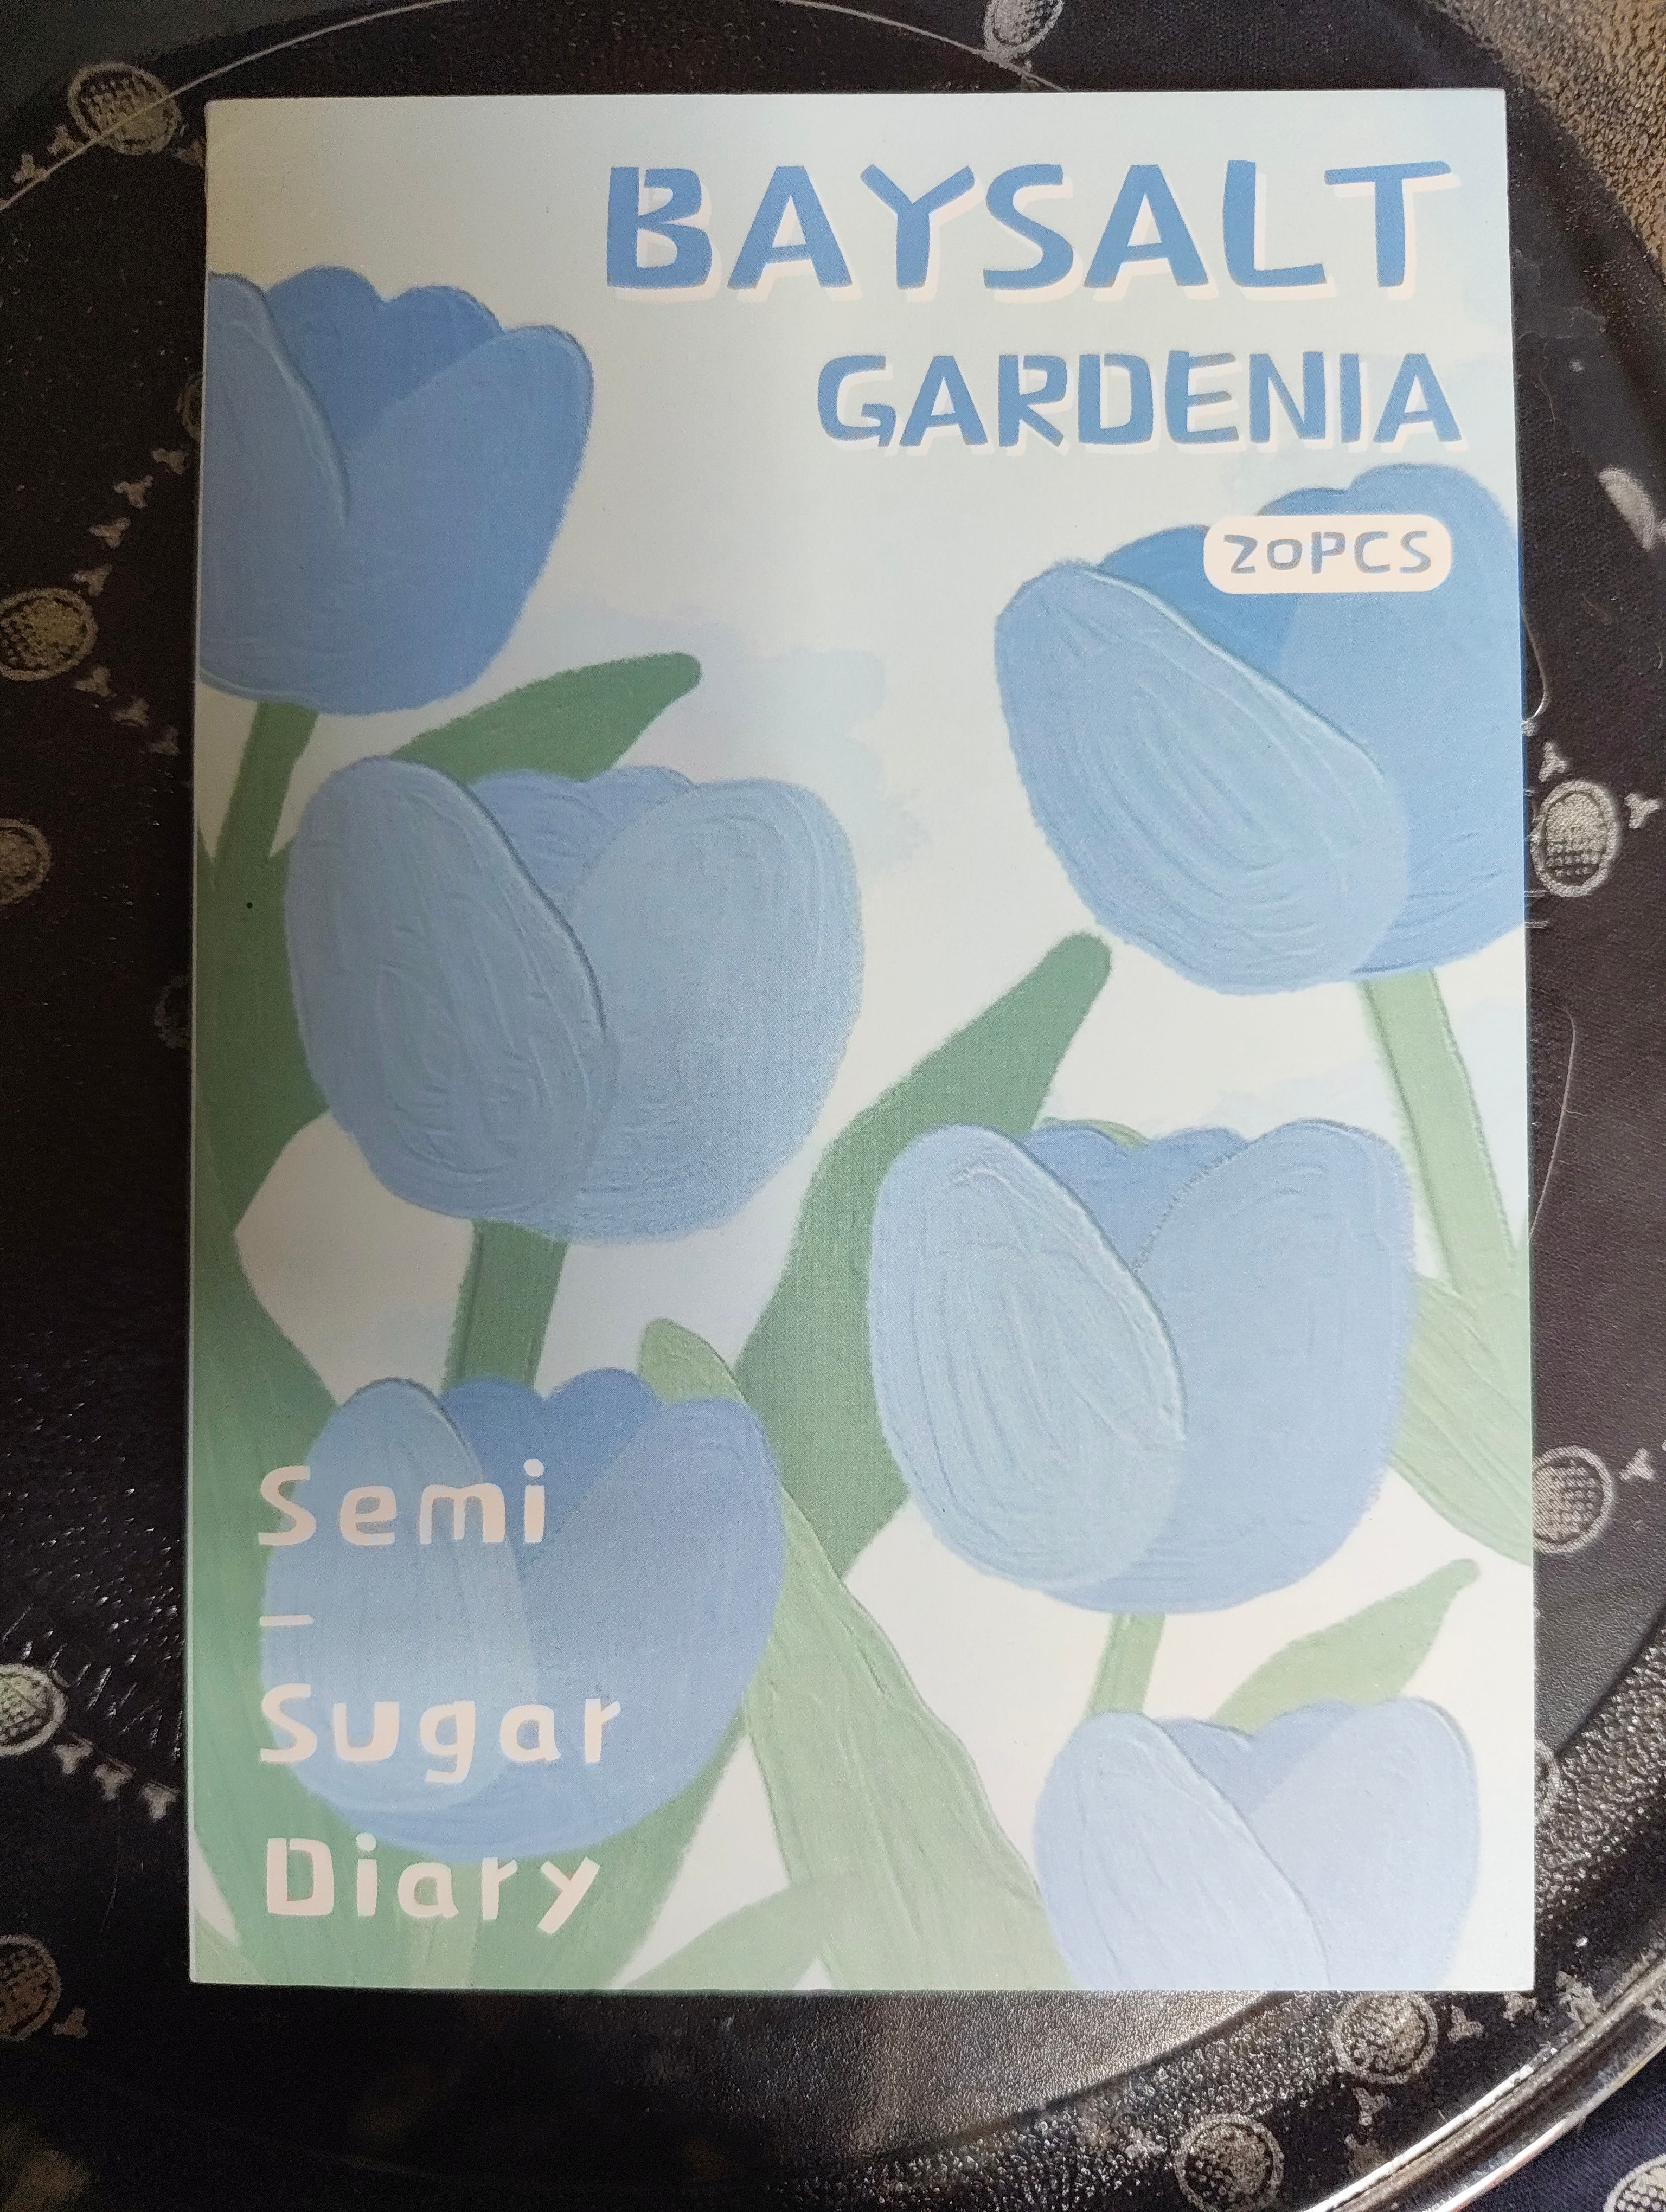 BAYSALT
GARDENIA
20PCS
Semi
–
Sugar
Diary